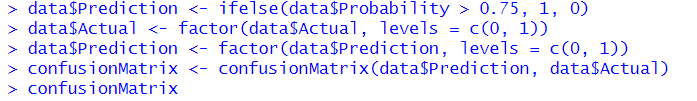 > data$Prediction <- ifelse(data$Probability > 0.75, 1, 0)
> data$Actual <- factor(data$Actual, levels = c(0, 1))
> data$Prediction <- factor(data$Prediction, levels = c(0, 1))
> confusionMatrix <- confusionMatrix(data$Prediction, data$Actual)
> confusionMatrix